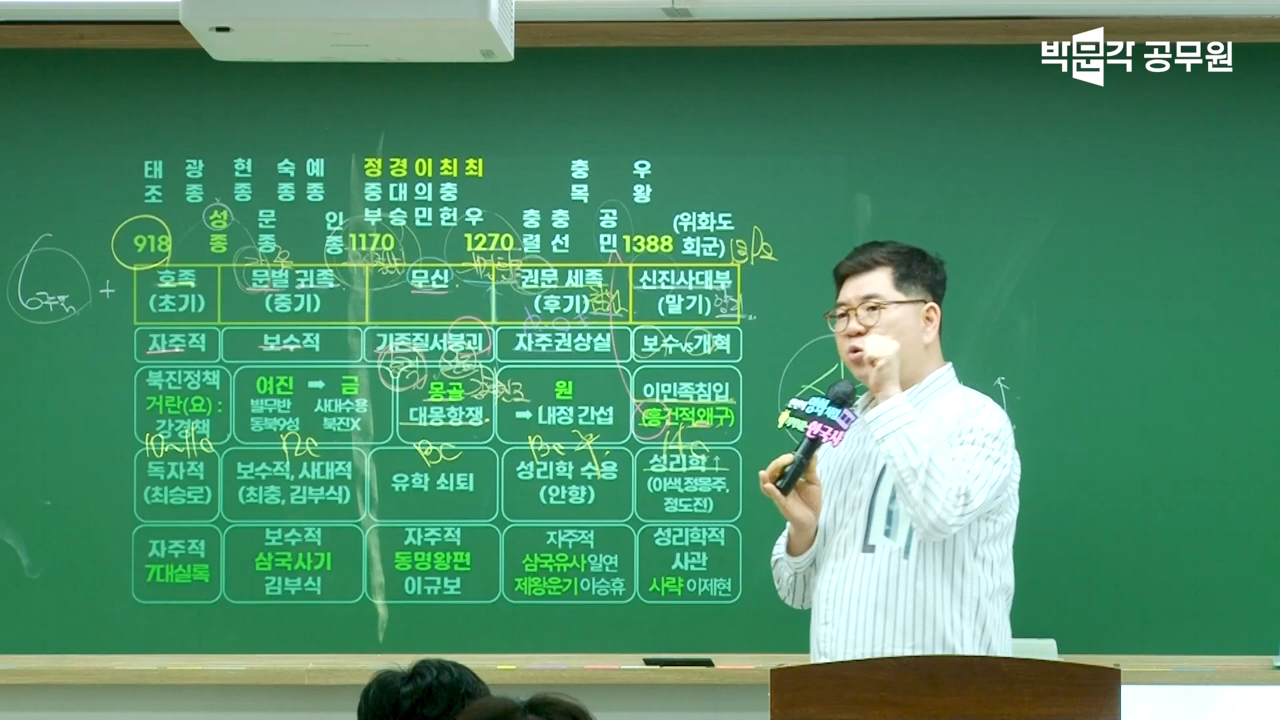 박문각 공무원
태 광 현 숙 예 정 경 이 최 최 충 우
조 종 종 종 종 중 대 의 충 목 왕
성 문 인 부 승 민 헌 우 충 충 공 (위화도
918 종 종 종 1170 1270 렬 선 민 1388 회군)
호족 문벌 귀족 무신 권문 세족 신진사대부
(초기) (중기) (후기) (말기)
자주적 보수적 기존질서붕괴 자주권상실 보수vs개혁
북진정책 여진 ➡ 금 몽골 원 이민족침입
거란(요) : 별무반 사대수용 대몽항쟁 ➡ 내정 간섭 (홍건적,왜구)
강경책 동북9성 북진X
독자적 보수적, 사대적 유학 쇠퇴 성리학 수용 성리학↑
(최승로) (최충, 김부식) (안향) (이색,정몽주,
정도전)
자주적 보수적 자주적 자주적 성리학적
7대실록 삼국사기 동명왕편 삼국유사 일연 사관
김부식 이규보 제왕운기 이승휴 사략 이제현
한국사